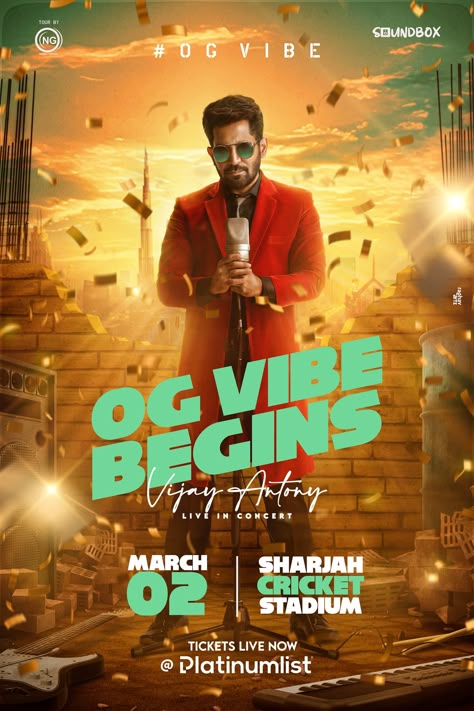 TOUR BY
NG
SOUNDBOX
#OG VIBE
OG VIBE
BEGINS
Vijay Antony
LIVE IN CONCERT
MARCH
02
SHARJAH
CRICKET
STADIUM
TICKETS LIVE NOW
@ Platinumlist